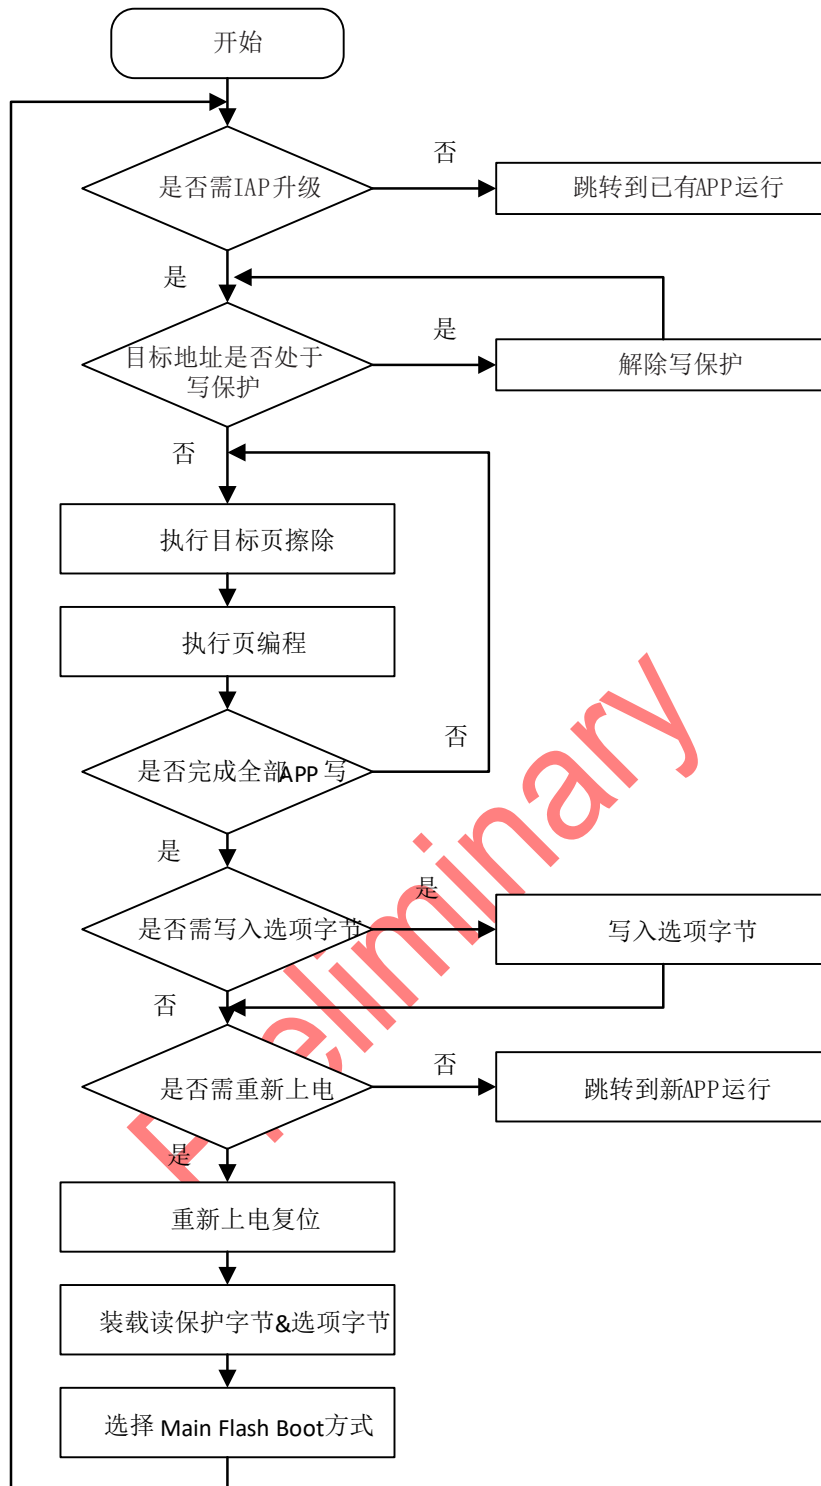 开始
否
是否需IAP升级
跳转到已有APP运行
是
是
目标地址是否处于
写保护
解除写保护
否
执行目标页擦除
执行页编程
否
是否完成全部APP 写
是
是
是否需写入选项字节
写入选项字节
否
否
是否需重新上电
跳转到新APP运行
是
重新上电复位
装载读保护字节&选项字节
选择 Main Flash Boot方式
Preliminary